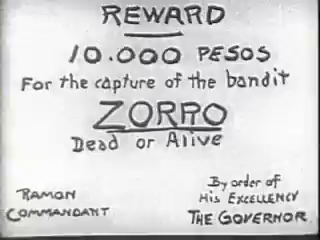 REWARD
10.000 PESOS
For the capture of the bandit
ZORRO
Dead or Alive
RAMON
COMMANDANT
By order of
His EXCELLENCY
THE GOVERNOR